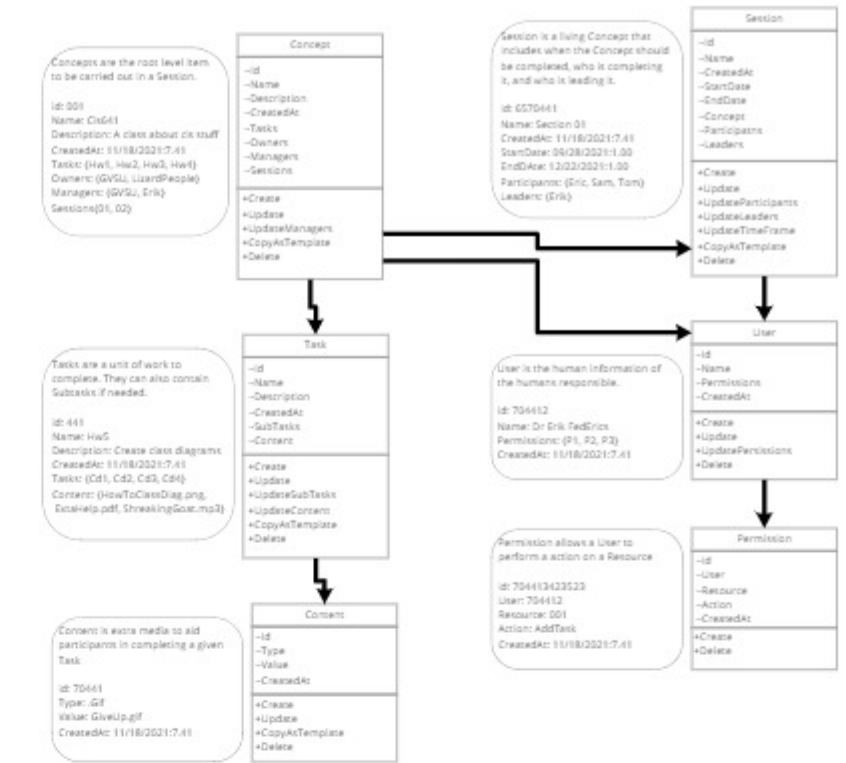 Concepts are the root level item
to be carried out in a Session.
id: 001
Name: Cis641
Description: A class about cis stuff
CreatedAt: 11/18/2021:7.41
Tasks: {Hw1, Hw2, Hw3, Hw4}
Owners: {GVSU, LizardPeople}
Managers: {GVSU, Erik}
Sessions{01, 02}
Concept
-id
-Name
-Description
-CreatedAt
-Tasks
-Owners
-Managers
-Sessions
+Create
+Update
+UpdateManagers
+CopyAsTemplate
+Delete
Session is a living Concept that
includes when the Concept should
be completed, who is completing
it, and who is leading it.
id: 6570441
Name: Section 01
CreatedAt: 11/18/2021:7.41
StartDate: 09/28/2021:1.00
EndDAte: 12/22/2021:1.00
Participants: {Eric, Sam, Tom}
Leaders: {Erik}
Session
-id
-Name
-CreatedAt
-StartDate
-EndDate
-Concept
-Participatns
-Leaders
+Create
+Update
+UpdateParticipants
+UpdateLeaders
+UpdateTimeFrame
+CopyAsTemplate
+Delete
Tasks are a unit of work to
complete. They can also contain
Subtasks if needed.
id: 441
Name: Hw5
Description: Create class diagrams
CreatedAt: 11/18/2021:7.41
Tasks: {Cd1, Cd2, Cd3, Cd4}
Content: {HowToClassDiag.png,
ExtaHelp.pdf, ShreakingGoat.mp3}
Task
-id
-Name
-Description
-CreatedAt
-SubTasks
-Content
+Create
+Update
+UpdateSubTasks
+UpdateContent
+CopyAsTemplate
+Delete
User is the human information of
the humans responsible.
id: 704412
Name: Dr Erik FedErics
Permissions: {P1, P2, P3}
CreatedAt: 11/18/2021:7.41
User
-id
-Name
-Permissions
-CreatedAt
+Create
+Update
+UpdatePersissions
+Delete
Content is extra media to aid
participants in completing a given
Task
id: 70441
Type: .Gif
Value: GiveUp.gif
CreatedAt: 11/18/2021:7.41
Content
-id
-Type
-Value
-CreatedAt
+Create
+Update
+CopyAsTemplate
+Delete
Permission allows a User to
perform a action on a Resource
id: 704413423523
User: 704412
Resource: 001
Action: AddTask
CreatedAt: 11/18/2021:7.41
Permission
-id
-User
-Resource
-Action
-CreatedAt
+Create
+Delete